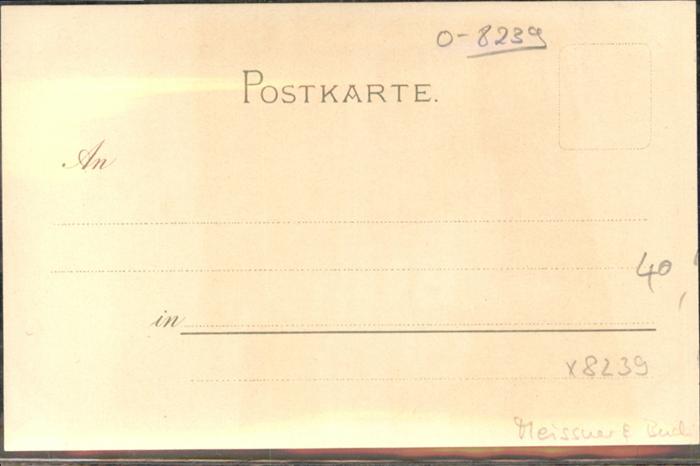 O-8239
POSTKARTE.
An
40,
in
x8239
Meissner & Buch